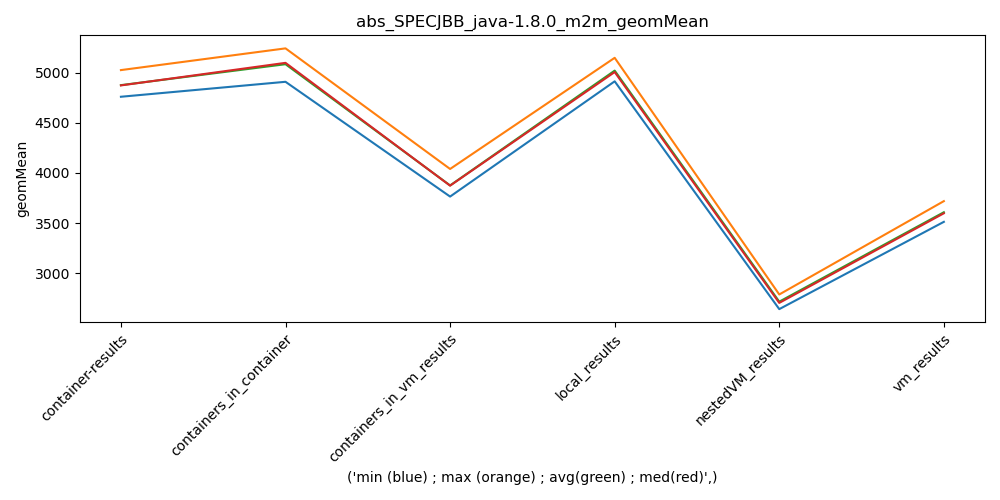 abs_SPECJBB_java-1.8.0_m2m_geomMean
geomMean
5000
4500
4000
3500
3000
container-results
containers_in_container
containers_in_vm_results
local_results
nestedVM_results
vm_results
('min (blue) ; max (orange) ; avg(green) ; med(red)',)